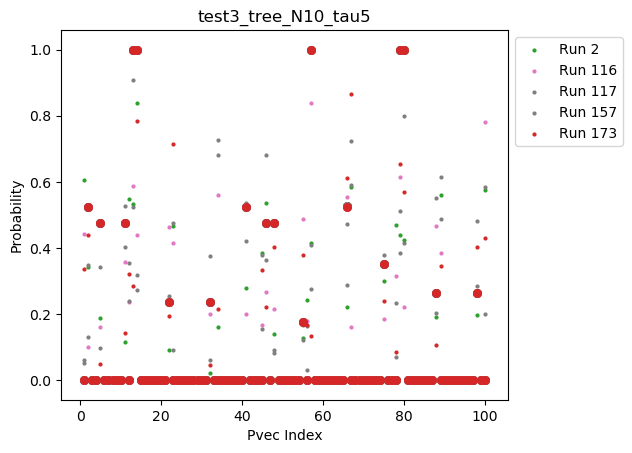 test3_tree_N10_tau5
1.0
0.8
0.6
0.4
0.2
0.0
Probability
0
20
40
60
80
100
Pvec Index
Run 2
Run 116
Run 117
Run 157
Run 173